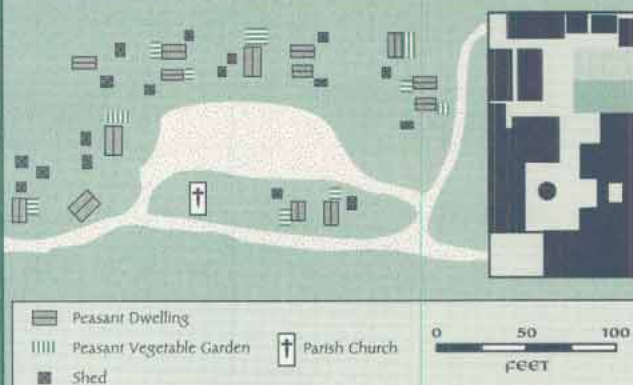 Peasant Dwelling
Peasant Vegetable Garden
Parish Church
Shed
0 50 100
FEET